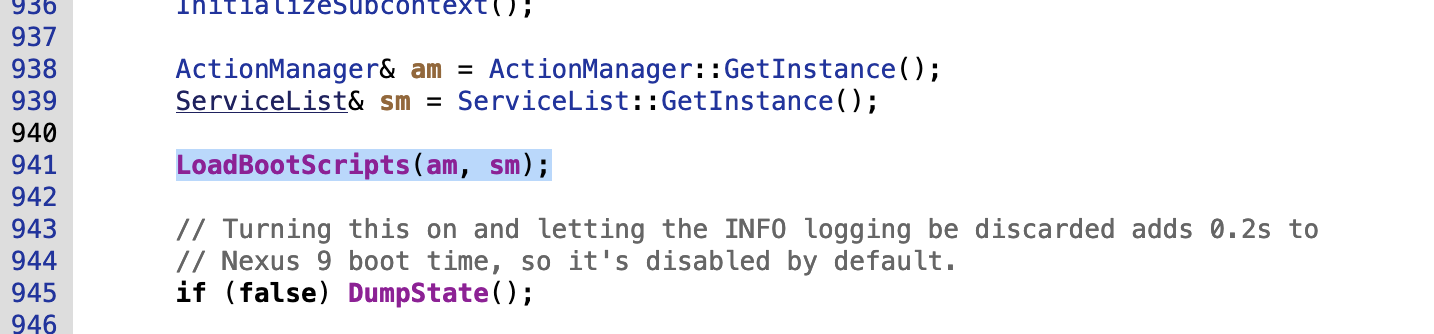 936 InitializeSubcontext();
937
938 ActionManager& am = ActionManager::GetInstance();
939 ServiceList& sm = ServiceList::GetInstance();
940
941 LoadBootScripts(am, sm);
942
943 // Turning this on and letting the INFO logging be discarded adds 0.2s to
944 // Nexus 9 boot time, so it's disabled by default.
945 if (false) DumpState();
946